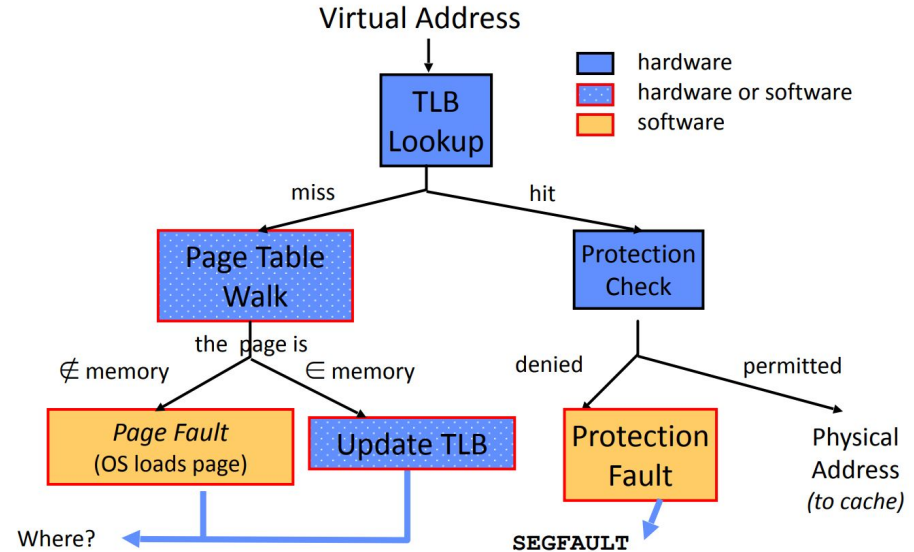 Virtual Address
hardware
hardware or software
software
TLB
Lookup
miss
hit
Page Table
Walk
Protection
Check
the page is
∉ memory
∈ memory
denied
permitted
Page Fault
(OS loads page)
Update TLB
Protection
Fault
Physical
Address
(to cache)
Where?
SEGFAULT